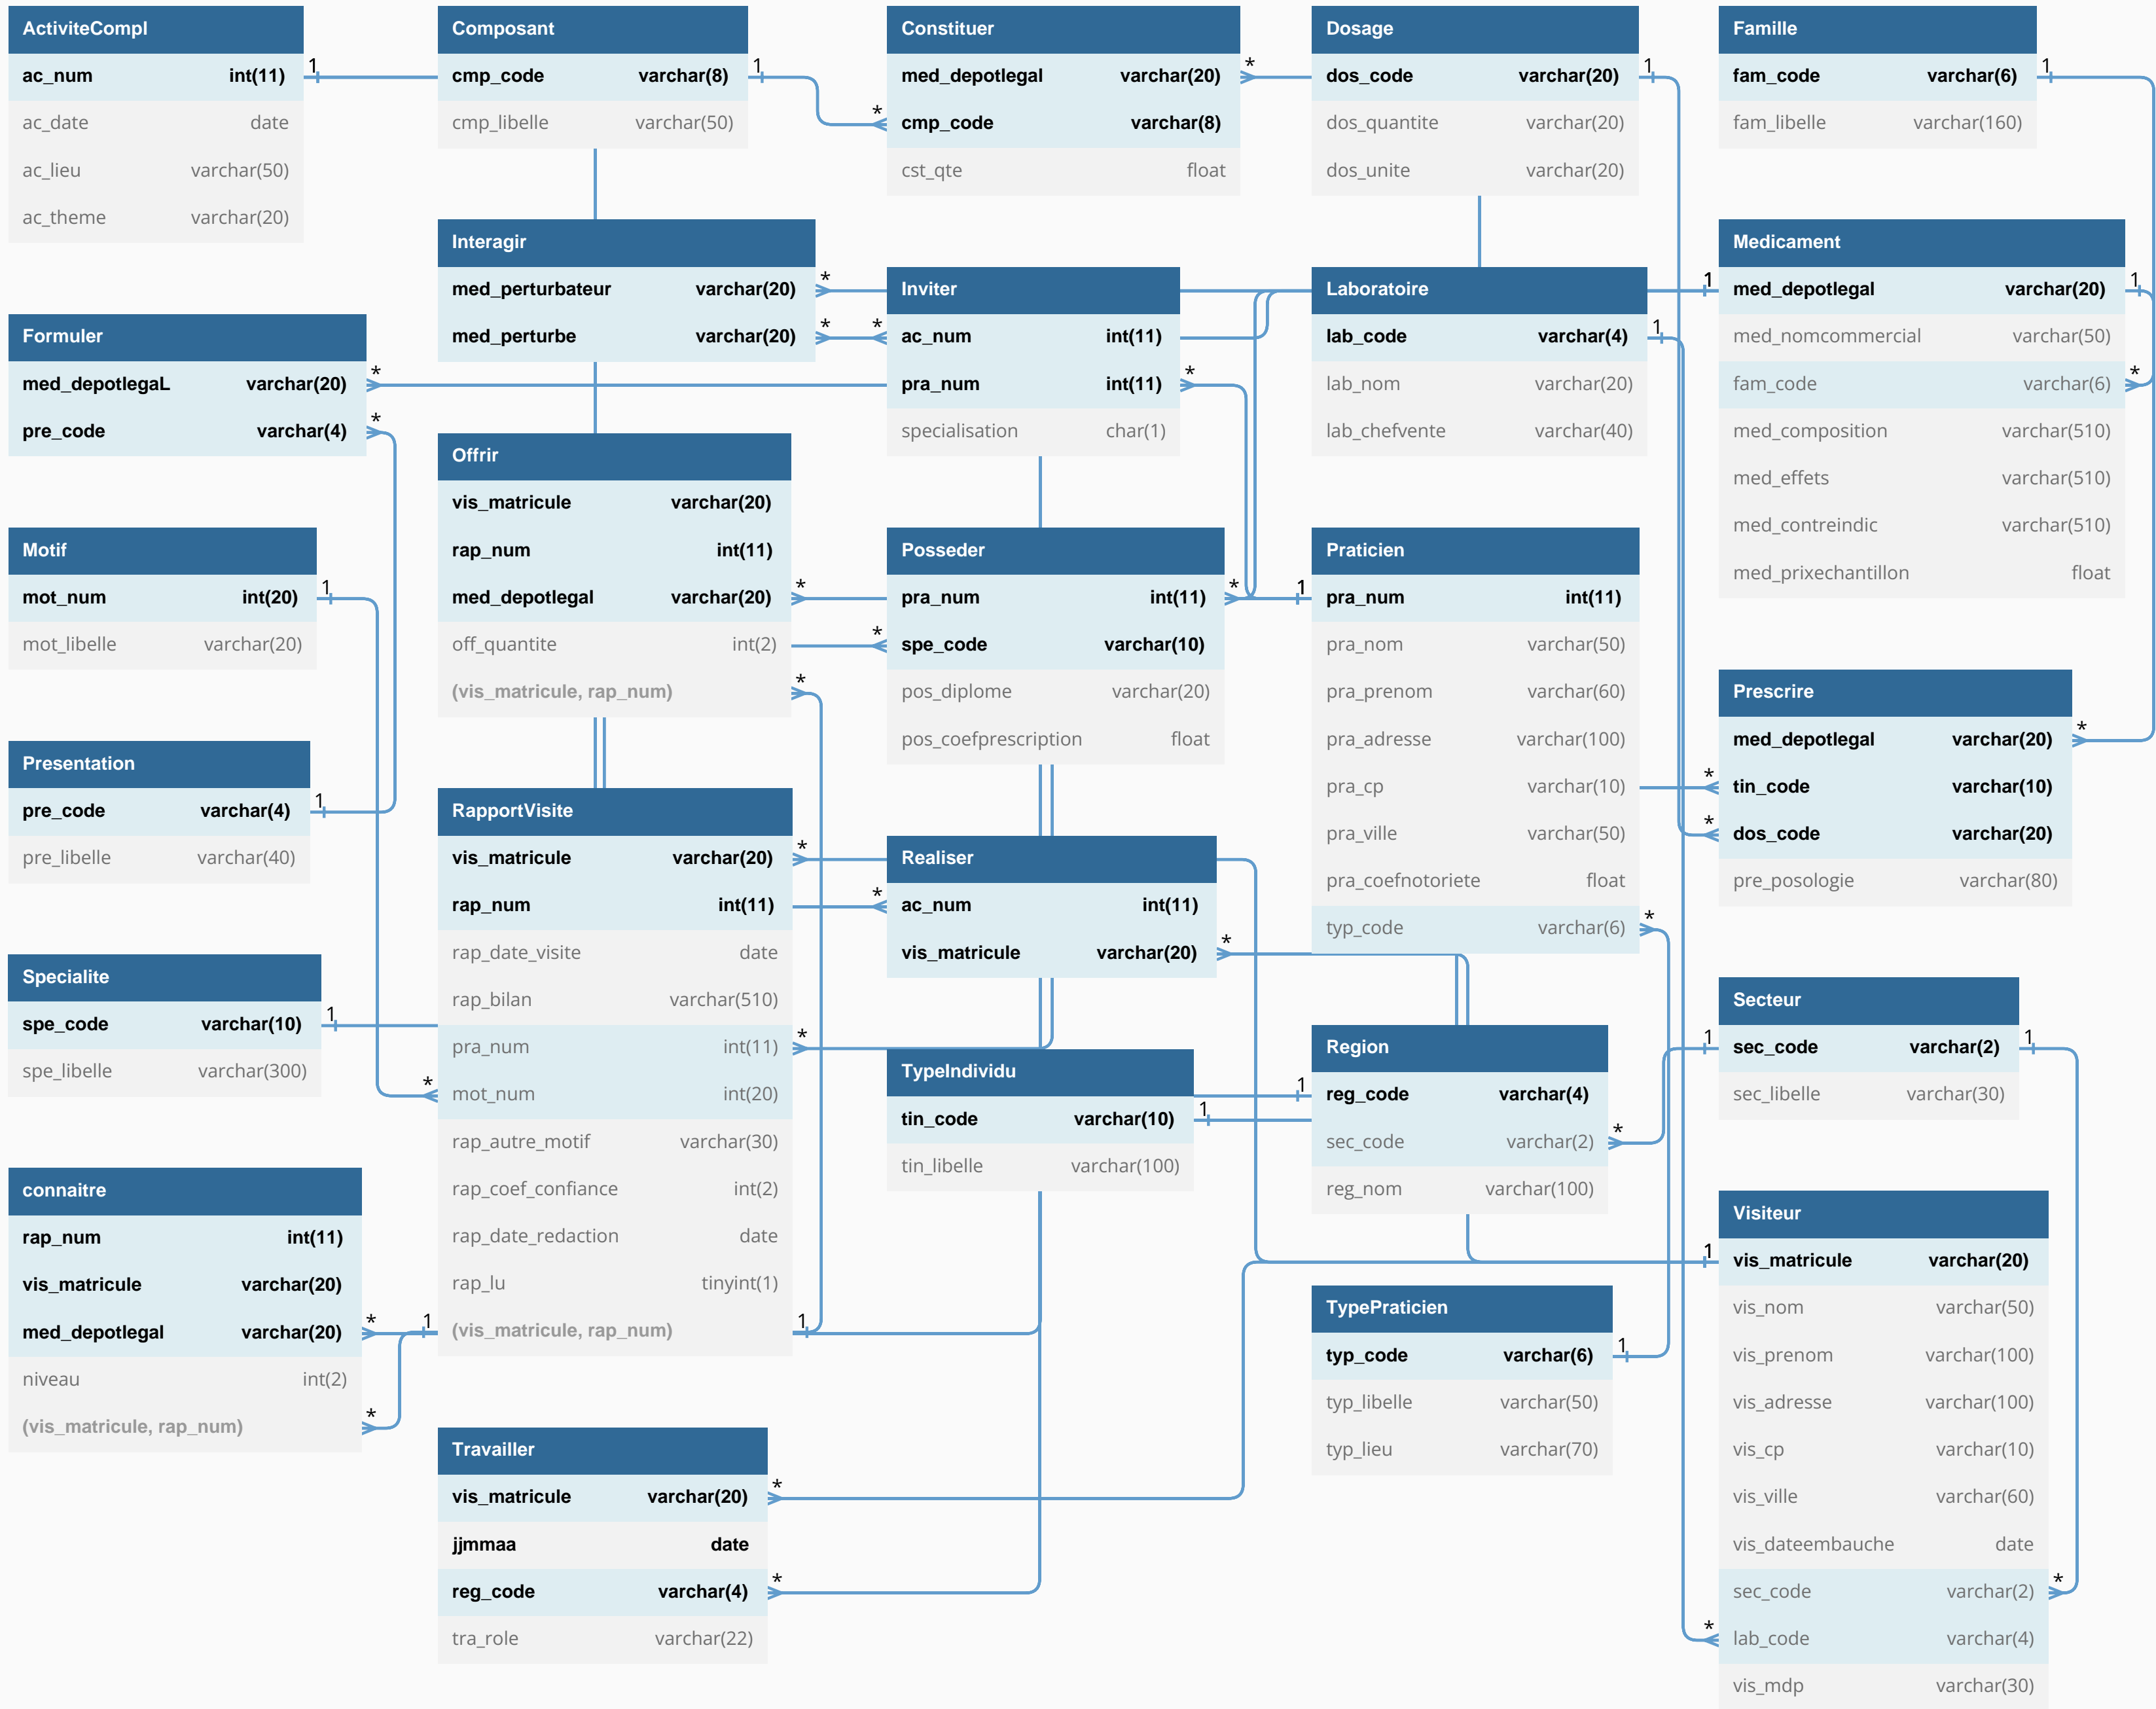 ActiviteCompl
ac_num int(11)
ac_date date
ac_lieu varchar(50)
ac_theme varchar(20)
Formuler
med_depotlegaL varchar(20)
pre_code varchar(4)
Motif
mot_num int(20)
mot_libelle varchar(20)
Presentation
pre_code varchar(4)
pre_libelle varchar(40)
Specialite
spe_code varchar(10)
spe_libelle varchar(300)
connaitre
rap_num int(11)
vis_matricule varchar(20)
med_depotlegal varchar(20)
niveau int(2)
(vis_matricule, rap_num)
Composant
cmp_code varchar(8)
cmp_libelle varchar(50)
Interagir
med_perturbateur varchar(20)
med_perturbe varchar(20)
Offrir
vis_matricule varchar(20)
rap_num int(11)
med_depotlegal varchar(20)
off_quantite int(2)
(vis_matricule, rap_num)
RapportVisite
vis_matricule varchar(20)
rap_num int(11)
rap_date_visite date
rap_bilan varchar(510)
pra_num int(11)
mot_num int(20)
rap_autre_motif varchar(30)
rap_coef_confiance int(2)
rap_date_redaction date
rap_lu tinyint(1)
(vis_matricule, rap_num)
Travailler
vis_matricule varchar(20)
jjmmaa date
reg_code varchar(4)
tra_role varchar(22)
Constituer
med_depotlegal varchar(20)
cmp_code varchar(8)
cst_qte float
Inviter
ac_num int(11)
pra_num int(11)
specialisation char(1)
Posseder
pra_num int(11)
spe_code varchar(10)
pos_diplome varchar(20)
pos_coefprescription float
Realiser
ac_num int(11)
vis_matricule varchar(20)
TypeIndividu
tin_code varchar(10)
tin_libelle varchar(100)
Dosage
dos_code varchar(20)
dos_quantite varchar(20)
dos_unite varchar(20)
Laboratoire
lab_code varchar(4)
lab_nom varchar(20)
lab_chefvente varchar(40)
Praticien
pra_num int(11)
pra_nom varchar(50)
pra_prenom varchar(60)
pra_adresse varchar(100)
pra_cp varchar(10)
pra_ville varchar(50)
pra_coefnotoriete float
typ_code varchar(6)
Region
reg_code varchar(4)
sec_code varchar(2)
reg_nom varchar(100)
TypePraticien
typ_code varchar(6)
typ_libelle varchar(50)
typ_lieu varchar(70)
Famille
fam_code varchar(6)
fam_libelle varchar(160)
Medicament
med_depotlegal varchar(20)
med_nomcommercial varchar(50)
fam_code varchar(6)
med_composition varchar(510)
med_effets varchar(510)
med_contreindic varchar(510)
med_prixechantillon float
Prescrire
med_depotlegal varchar(20)
tin_code varchar(10)
dos_code varchar(20)
pre_posologie varchar(80)
Secteur
sec_code varchar(2)
sec_libelle varchar(30)
Visiteur
vis_matricule varchar(20)
vis_nom varchar(50)
vis_prenom varchar(100)
vis_adresse varchar(100)
vis_cp varchar(10)
vis_ville varchar(60)
vis_dateembauche date
sec_code varchar(2)
lab_code varchar(4)
vis_mdp varchar(30)